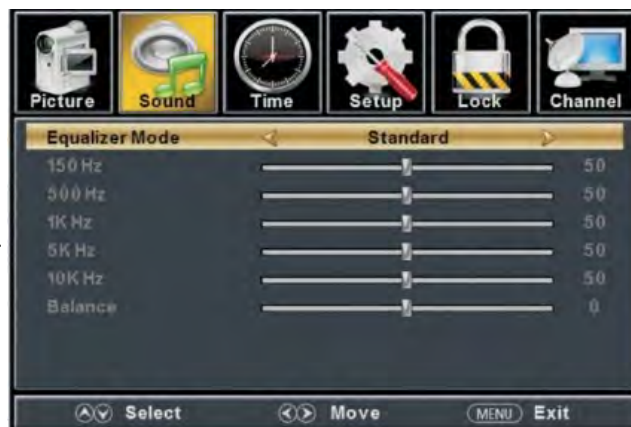 Picture Sound Time Setup Lock Channel
Equalizer Mode Standard
150 Hz 50
500 Hz 50
1K Hz 50
5K Hz 50
10K Hz 50
Balance 0
Select Move MENU Exit